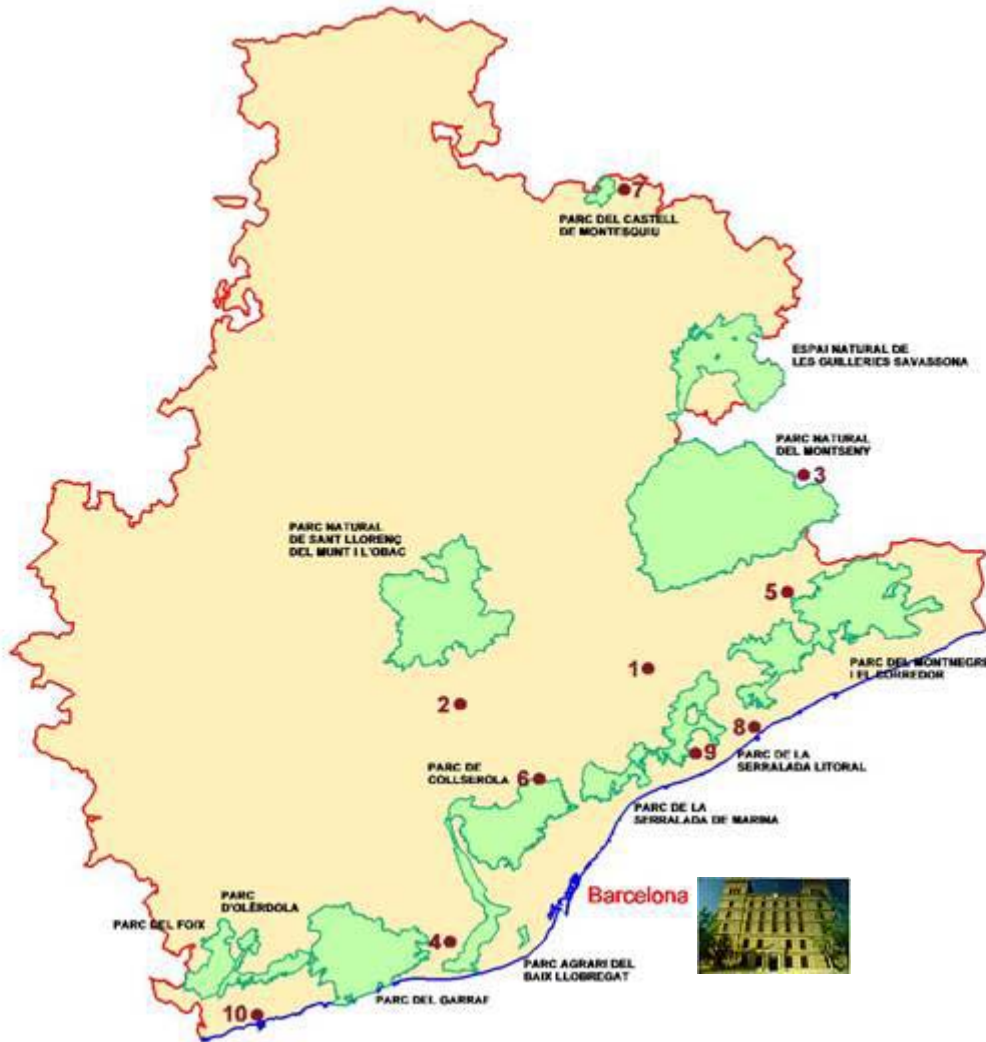 7
PARC DEL CASTELL
DE MONTESQUIU
ESPAI NATURAL DE
LES GUILLERIES SAVASSONA
PARC NATURAL
DEL MONTSENY
3
PARC NATURAL
DE SANT LLORENÇ
DEL MUNT I L'OBAC
5
1
PARC DEL MONTNEGRE
I EL CORREDOR
2
8
9
PARC DE LA
SERRALADA LITORAL
PARC DE
COLLSEROLA
6
PARC DE LA
SERRALADA DE MARINA
Barcelona
PARC
D'OLÈRDOLA
PARC DEL FOIX
4
PARC AGRARI DEL
BAIX LLOBREGAT
PARC DEL GARRAF
10